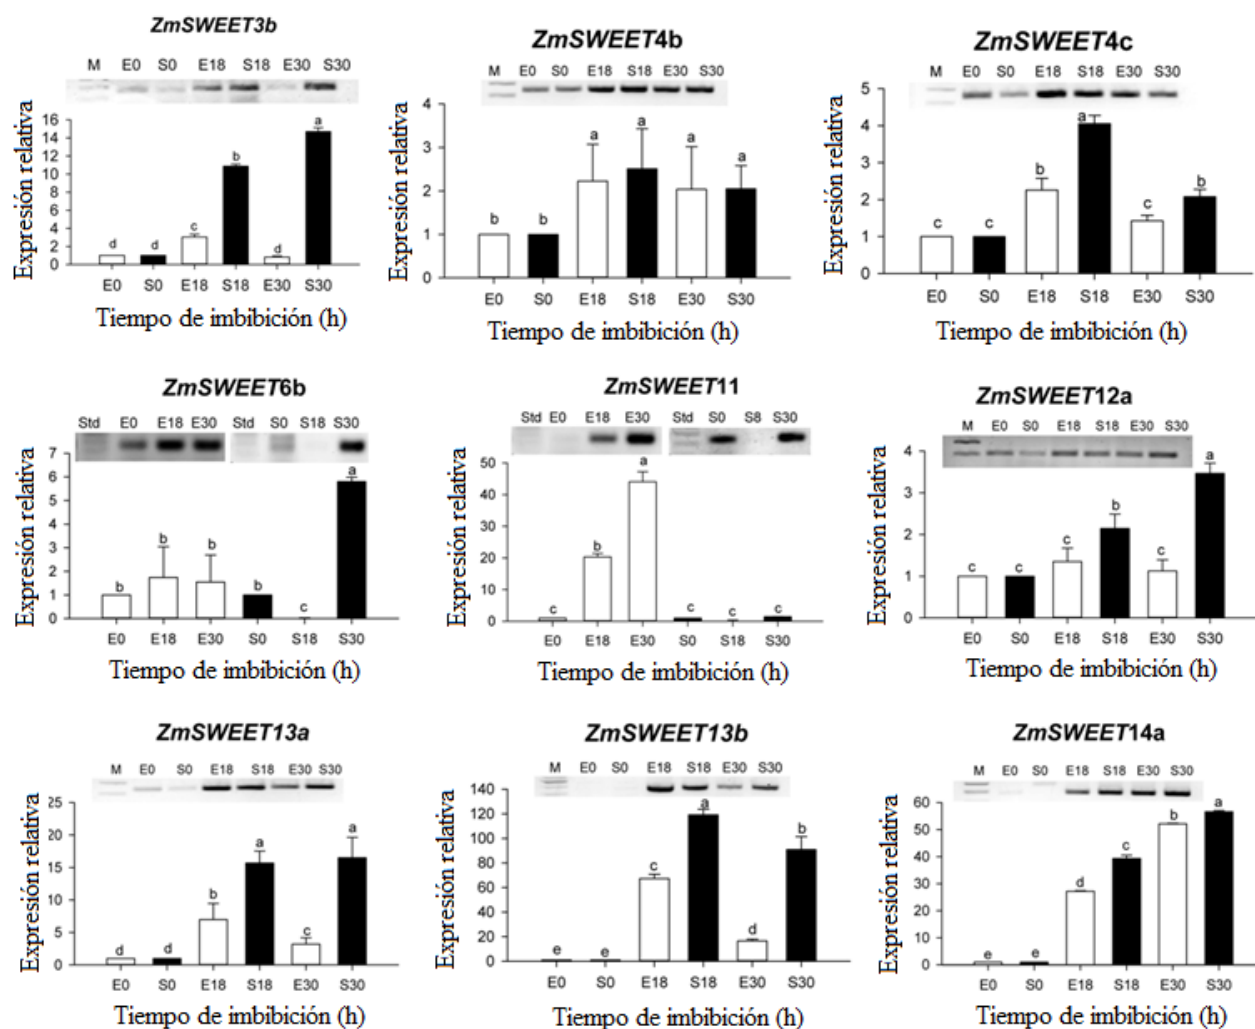 ZmSWEET3b
M E0 S0 E18 S18 E30 S30
Expresión relativa
16
14
12
10
8
6
4
2
1
0
d d c b d a
E0 S0 E18 S18 E30 S30
Tiempo de imbibición (h)
ZmSWEET4b
M E0 S0 E18 S18 E30 S30
Expresión relativa
4
3
2
1
0
b b a a a a
E0 S0 E18 S18 E30 S30
Tiempo de imbibición (h)
ZmSWEET4c
M E0 S0 E18 S18 E30 S30
Expresión relativa
5
4
3
2
1
0
c c b a c b
E0 S0 E18 S18 E30 S30
Tiempo de imbibición (h)
ZmSWEET6b
Std E0 E18 E30 Std S0 S18 S30
Expresión relativa
7
6
5
4
3
2
1
0
b b b b c a
E0 E18 E30 S0 S18 S30
Tiempo de imbibición (h)
ZmSWEET11
Std E0 E18 E30 Std S0 S8 S30
Expresión relativa
50
40
30
20
10
0
c b a c c c
E0 E18 E30 S0 S18 S30
Tiempo de imbibición (h)
ZmSWEET12a
M E0 S0 E18 S18 E30 S30
Expresión relativa
4
3
2
1
0
c c c b c a
E0 S0 E18 S18 E30 S30
Tiempo de imbibición (h)
ZmSWEET13a
M E0 S0 E18 S18 E30 S30
Expresión relativa
25
20
15
10
5
0
d d b a c a
E0 S0 E18 S18 E30 S30
Tiempo de imbibición (h)
ZmSWEET13b
M E0 S0 E18 S18 E30 S30
Expresión relativa
140
120
100
80
60
40
20
0
e e c a d b
E0 S0 E18 S18 E30 S30
Tiempo de imbibición (h)
ZmSWEET14a
M E0 S0 E18 S18 E30 S30
Expresión relativa
60
50
40
30
20
10
0
e e d c b a
E0 S0 E18 S18 E30 S30
Tiempo de imbibición (h)